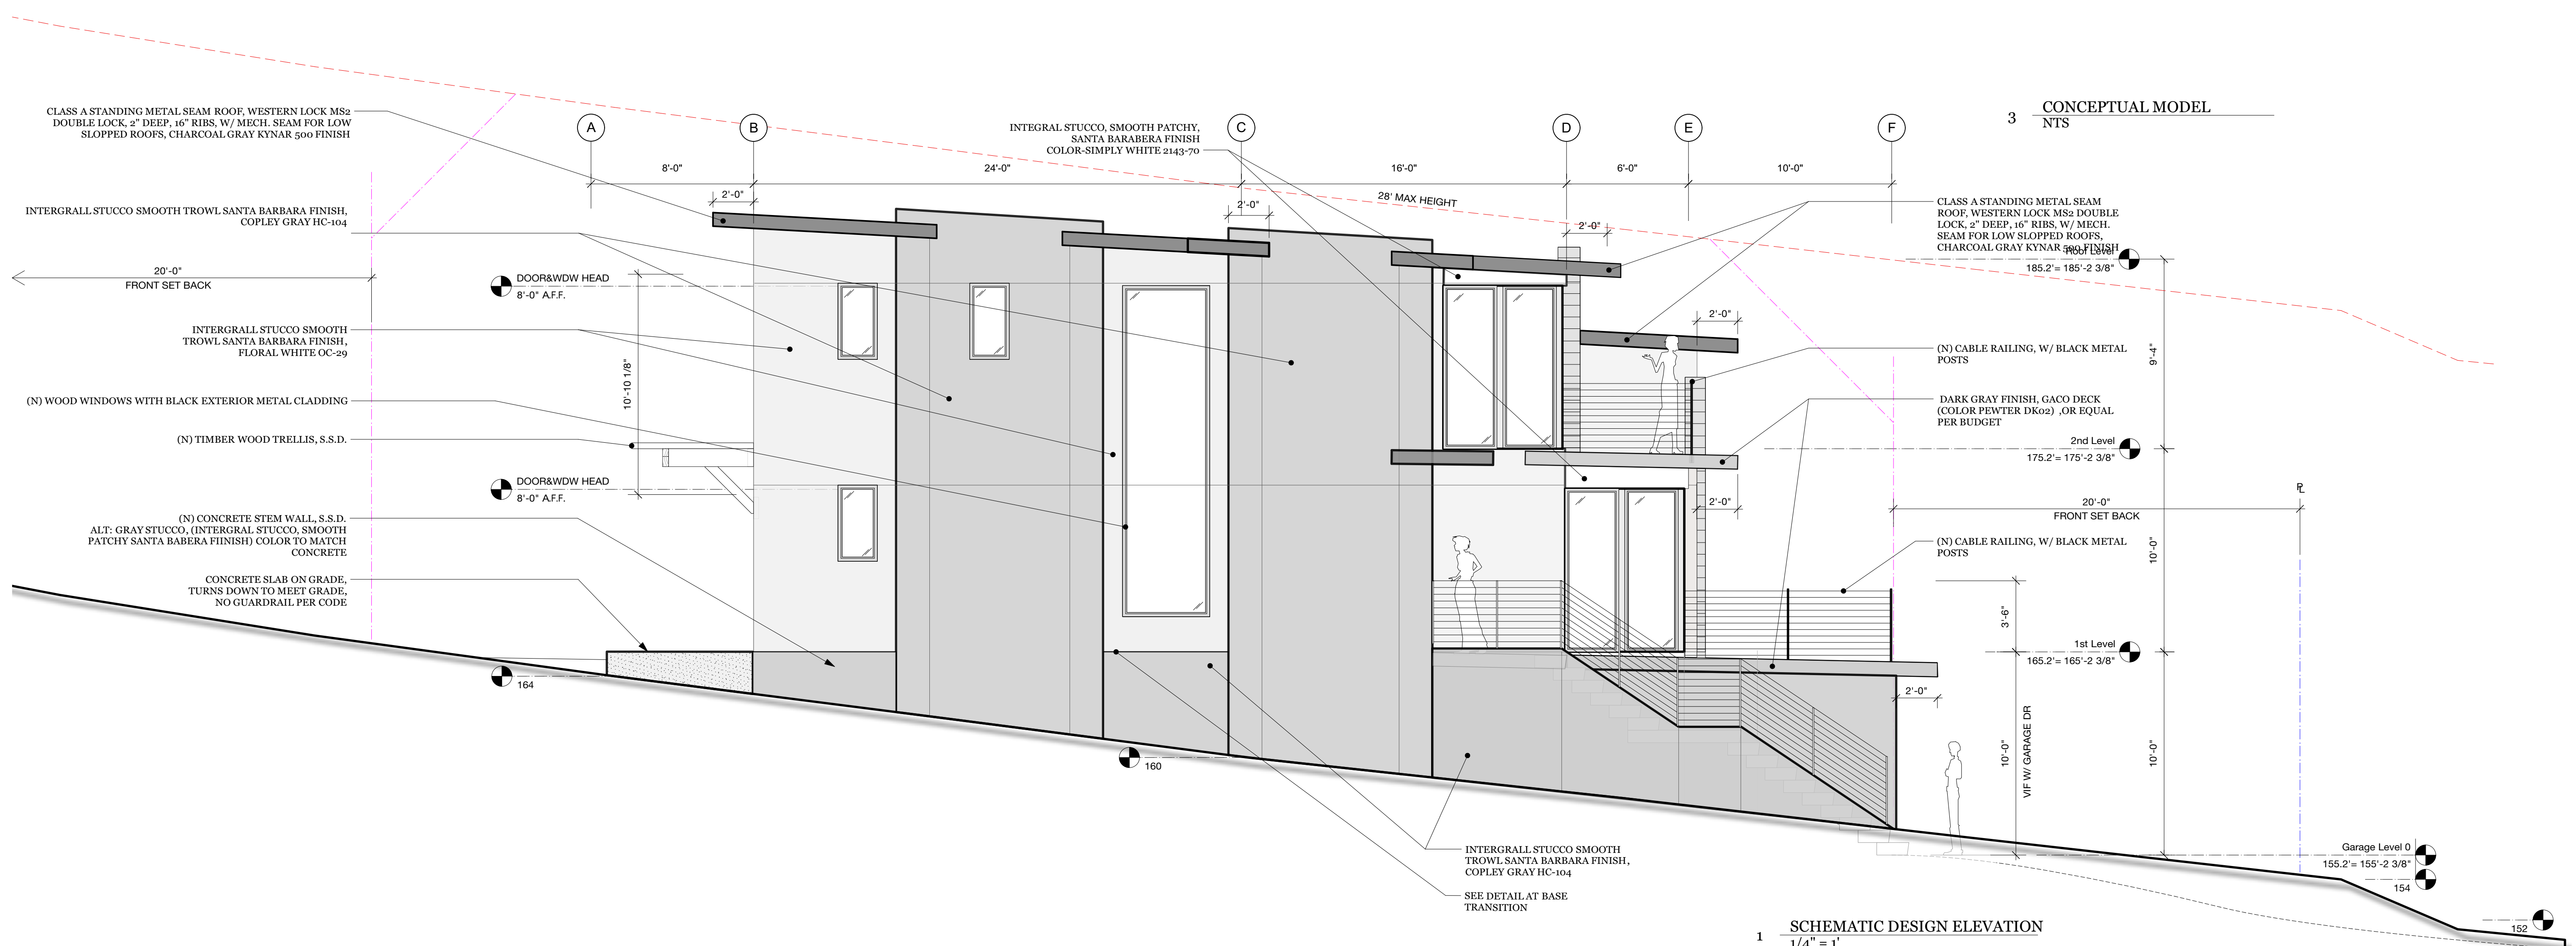 CLASS A STANDING METAL SEAM ROOF, WESTERN LOCK MS2
DOUBLE LOCK, 2" DEEP, 16" RIBS, W/ MECH. SEAM FOR LOW
SLOPPED ROOFS, CHARCOAL GRAY KYNAR 500 FINISH
INTERGRALL STUCCO SMOOTH TROWL SANTA BARBARA FINISH,
COPLEY GRAY HC-104
20'-0"
FRONT SET BACK
INTERGRALL STUCCO SMOOTH
TROWL SANTA BARBARA FINISH,
FLORAL WHITE OC-29
(N) WOOD WINDOWS WITH BLACK EXTERIOR METAL CLADDING
(N) TIMBER WOOD TRELLIS, S.S.D.
(N) CONCRETE STEM WALL, S.S.D.
ALT: GRAY STUCCO, (INTERGRAL STUCCO, SMOOTH
PATCHY SANTA BABERA FIINISH) COLOR TO MATCH
CONCRETE
CONCRETE SLAB ON GRADE,
TURNS DOWN TO MEET GRADE,
NO GUARDRAIL PER CODE
DOOR&WDW HEAD
8'-0" A.F.F.
DOOR&WDW HEAD
8'-0" A.F.F.
10'-10 1/8"
164
160
A
B
C
D
E
F
8'-0"
24'-0"
16'-0"
6'-0"
10'-0"
2'-0"
2'-0"
2'-0"
INTEGRAL STUCCO, SMOOTH PATCHY,
SANTA BARABERA FINISH
COLOR-SIMPLY WHITE 2143-70
28' MAX HEIGHT
3
CONCEPTUAL MODEL
NTS
CLASS A STANDING METAL SEAM
ROOF, WESTERN LOCK MS2 DOUBLE
LOCK, 2" DEEP, 16" RIBS, W/ MECH.
SEAM FOR LOW SLOPPED ROOFS,
CHARCOAL GRAY KYNAR 500 FINISH
Roof Level
185.2'= 185'-2 3/8"
2'-0"
(N) CABLE RAILING, W/ BLACK METAL
POSTS
9'-4"
DARK GRAY FINISH, GACO DECK
(COLOR PEWTER DK02) ,OR EQUAL
PER BUDGET
2nd Level
175.2'= 175'-2 3/8"
2'-0"
20'-0"
FRONT SET BACK
PL
(N) CABLE RAILING, W/ BLACK METAL
POSTS
10'-0"
3'-6"
1st Level
165.2'= 165'-2 3/8"
2'-0"
10'-0"
VIF W/ GARAGE DR
10'-0"
INTERGRALL STUCCO SMOOTH
TROWL SANTA BARBARA FINISH,
COPLEY GRAY HC-104
SEE DETAIL AT BASE
TRANSITION
Garage Level 0
155.2'= 155'-2 3/8"
154
152
1
SCHEMATIC DESIGN ELEVATION
1/4" = 1'